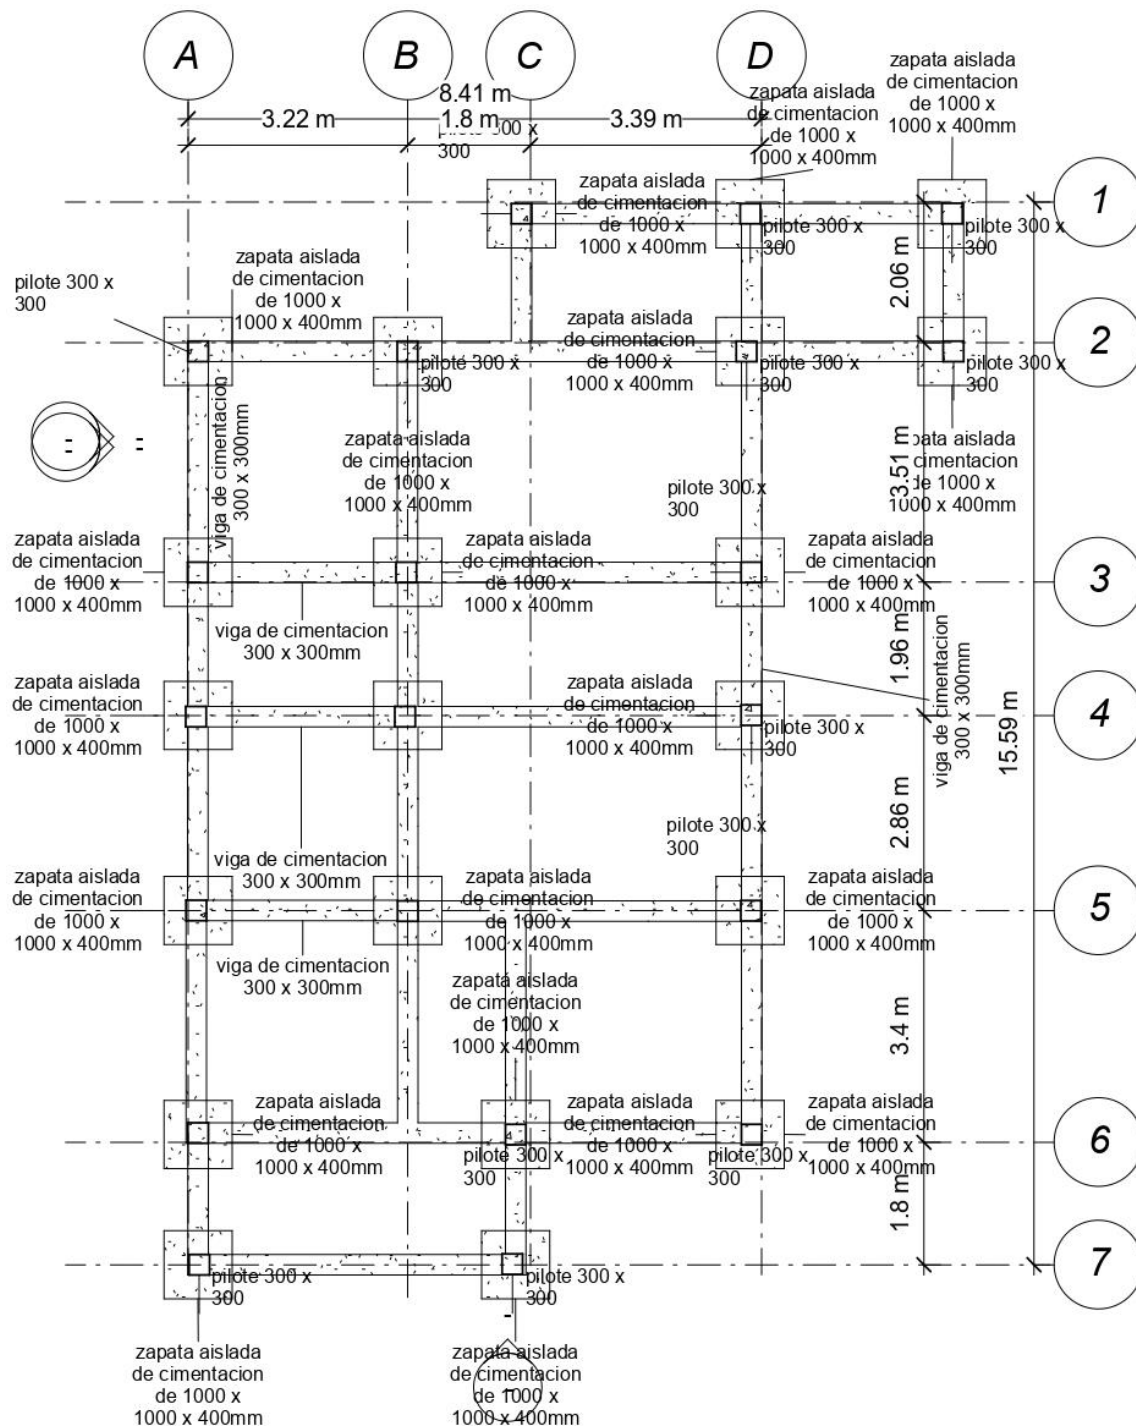 A
B
C
D
8.41 m
3.22 m
1.8 m
3.39 m
300 x
300
zapata aislada
de cimentacion
de 1000 x
1000 x 400mm
zapata aislada
de cimentacion
de 1000 x
1000 x 400mm
1
zapata aislada
de cimentacion
de 1000 x
1000 x 400mm
pilote 300 x
300
pilote 300 x
300
2.06 m
pilote 300 x
300
zapata aislada
de cimentacion
de 1000 x
1000 x 400mm
2
zapata aislada
de cimentacion
de 1000 x
1000 x 400mm
pilote 300 x
300
pilote 300 x
300
pilote 300 x
300
viga de cimentacion
300 x 300mm
zapata aislada
de cimentacion
de 1000 x
1000 x 400mm
pilote 300 x
300
3.51 m
aislada
cimentacion
de 1000 x
1000 x 400mm
zapata aislada
de cimentacion
de 1000 x
1000 x 400mm
zapata aislada
de cimentacion
de 1000 x
1000 x 400mm
zapata aislada
de cimentacion
de 1000 x
1000 x 400mm
3
viga de cimentacion
300 x 300mm
1.96 m
viga de cimentacion
300 x 300mm
15.59 m
zapata aislada
de cimentacion
de 1000 x
1000 x 400mm
zapata aislada
de cimentacion
de 1000 x
1000 x 400mm
pilote 300 x
300
4
2.86 m
pilote 300 x
300
viga de cimentacion
300 x 300mm
zapata aislada
de cimentacion
de 1000 x
1000 x 400mm
zapata aislada
de cimentacion
de 1000 x
1000 x 400mm
zapata aislada
de cimentacion
de 1000 x
1000 x 400mm
5
viga de cimentacion
300 x 300mm
zapata aislada
de cimentacion
de 1000 x
1000 x 400mm
3.4 m
zapata aislada
de cimentacion
de 1000 x
1000 x 400mm
zapata aislada
de cimentacion
de 1000 x
1000 x 400mm
zapata aislada
de cimentacion
de 1000 x
1000 x 400mm
6
pilote 300 x
300
pilote 300 x
300
1.8 m
7
pilote 300 x
300
pilote 300 x
300
zapata aislada
de cimentacion
de 1000 x
1000 x 400mm
zapata aislada
de cimentacion
de 1000 x
1000 x 400mm